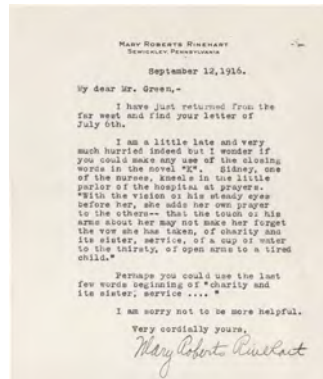 MARY ROBERTS RINEHART
SEWICKLEY PENNSYLVANIA
September 12,1916.
My dear Mr. Green,-
I have just returned from the
far west and find your letter of
July 6th.
I am a little late and very
much hurried indeed but I wonder if
you could make any use of the closing
words in the novel "K". Sidney, one
of the nurses, kneels in the little
parlor of the hospital at prayers.
"With the vision of his steady eyes
before her, she adds her own prayer
to the others-- that the touch of his
arms about her may not make her forget
the vow she has taken, of charity and
its sister, service, of a cup of water
to the thirsty, of open arms to a tired
child."
Perhaps you could use the last
few words beginning of "charity and
its sister, service .... "
I am sorry not to be more helpful.
Very cordially yours,
Mary Roberts Rinehart